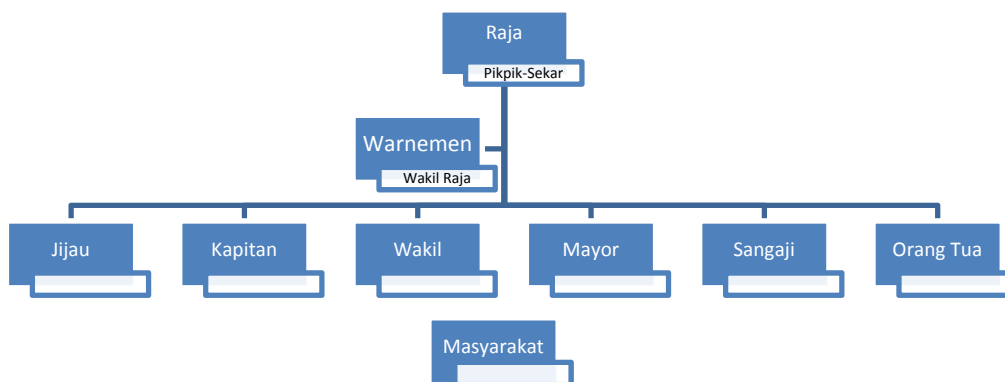 Raja
Pikpik-Sekar
Warnemen
Wakil Raja
Jijau
Kapitan
Wakil
Mayor
Sangaji
Orang Tua
Masyarakat